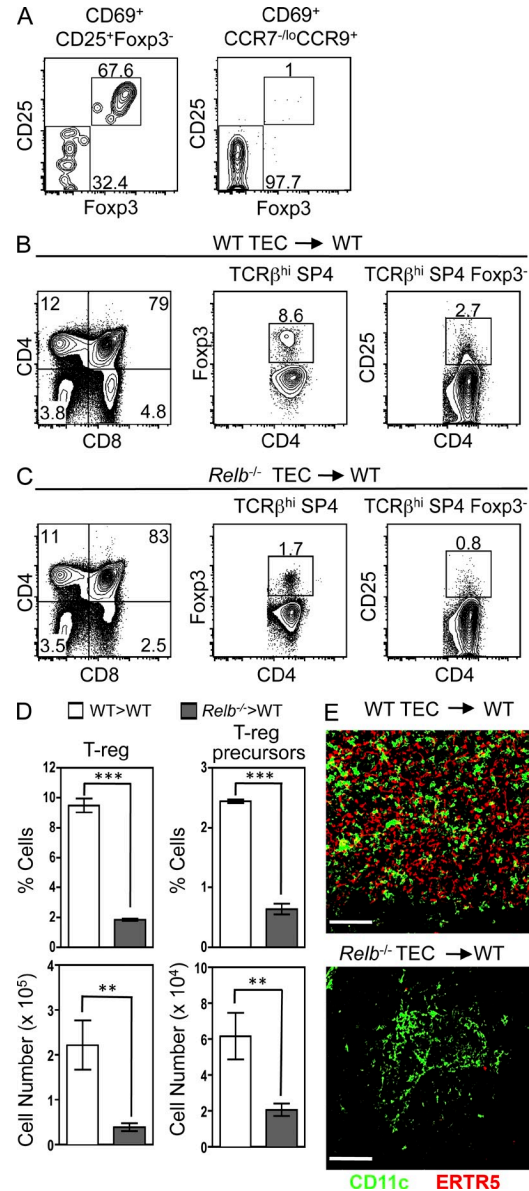 A
CD69⁺ CD69⁺
CD25⁺Foxp3⁻ CCR7⁻/ˡᵒCCR9⁺
67.6 1
CD25 CD25
32.4 97.7
Foxp3 Foxp3
B WT TEC → WT
TCRβʰⁱ SP4 TCRβʰⁱ SP4 Foxp3⁻
12 79 8.6 2.7
CD4 Foxp3 CD25
3.8 4.8
CD8 CD4 CD4
C Relb⁻/⁻ TEC → WT
TCRβʰⁱ SP4 TCRβʰⁱ SP4 Foxp3⁻
11 83 1.7 0.8
CD4 Foxp3 CD25
3.5 2.5
CD8 CD4 CD4
D WT>WT Relb⁻/⁻>WT
T-reg T-reg
precursors
% Cells 12 10 8 6 4 2 0 ***
% Cells 3 2 1 0 ***
Cell Number (x 10⁵) 4 3 2 1 0 **
Cell Number (x 10⁴) 8 6 4 2 0 **
E WT TEC → WT
Relb⁻/⁻ TEC → WT
CD11c ERTR5